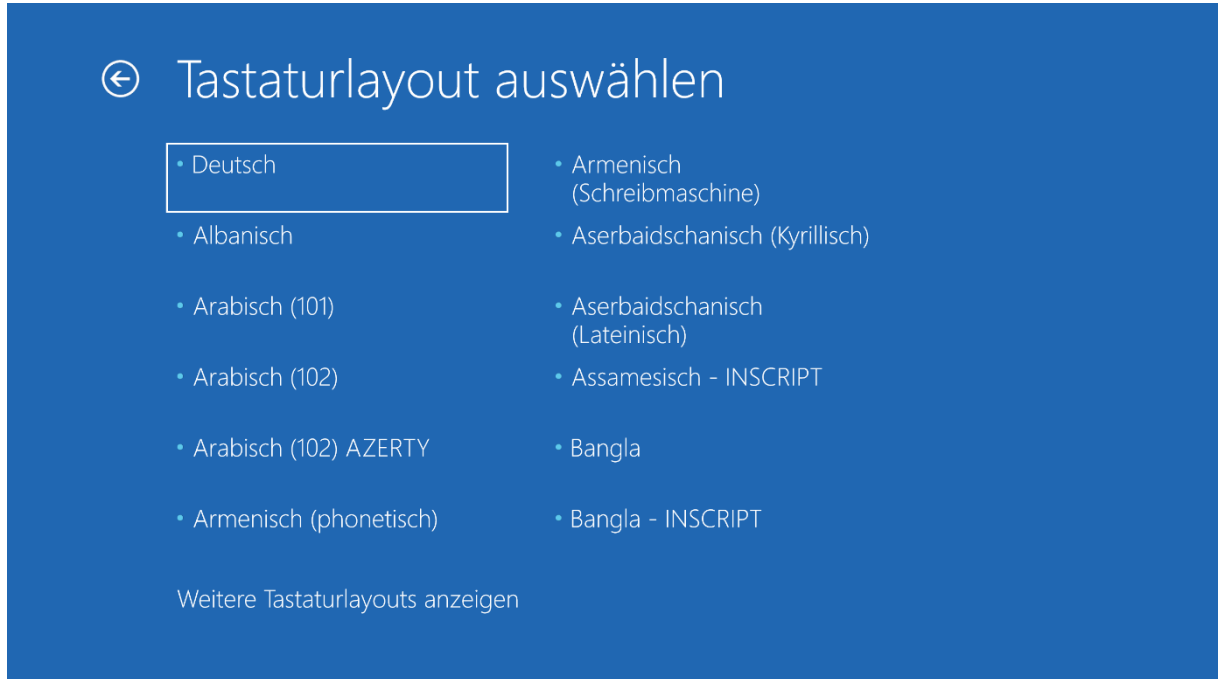 Tastaturlayout auswählen
• Deutsch
• Albanisch
• Arabisch (101)
• Arabisch (102)
• Arabisch (102) AZERTY
• Armenisch (phonetisch)
• Armenisch
(Schreibmaschine)
• Aserbaidschanisch (Kyrillisch)
• Aserbaidschanisch
(Lateinisch)
• Assamesisch - INSCRIPT
• Bangla
• Bangla - INSCRIPT
Weitere Tastaturlayouts anzeigen